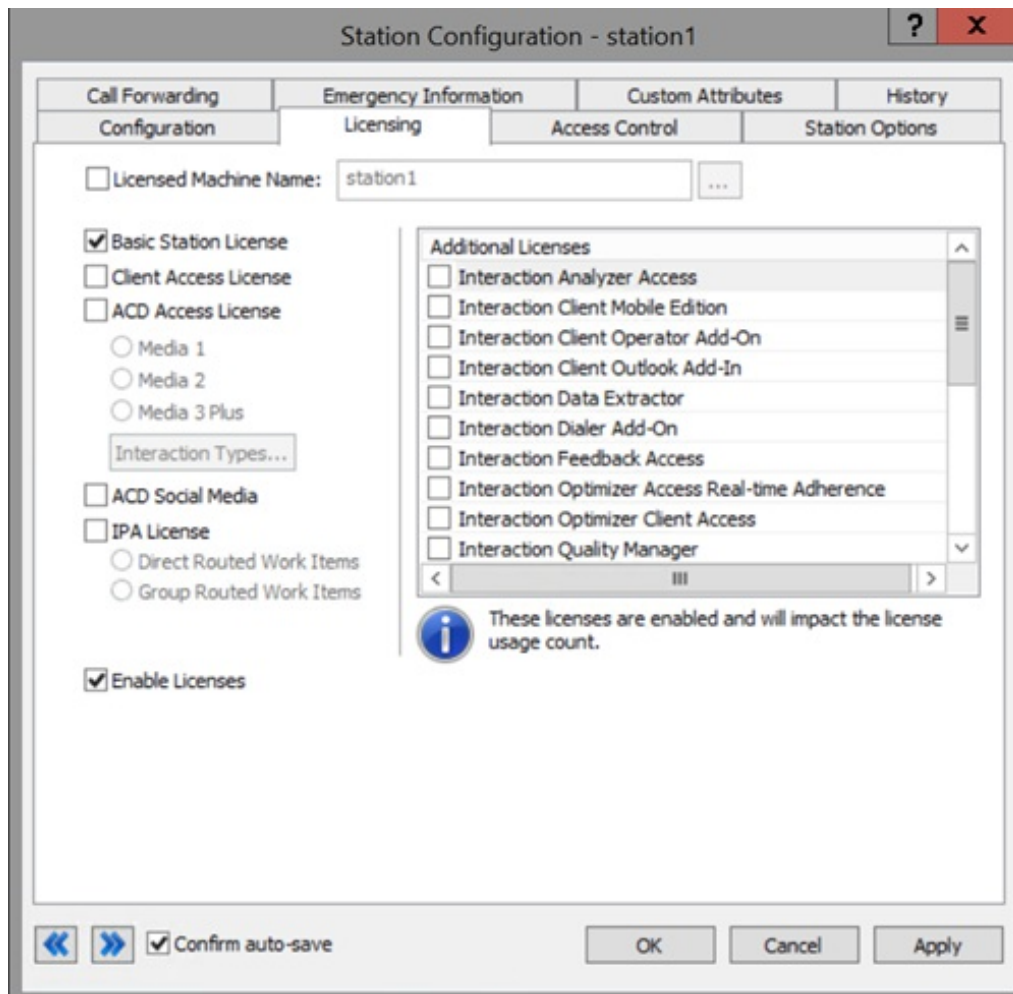 Station Configuration - station1
? X
Call Forwarding Emergency Information Custom Attributes History
Configuration Licensing Access Control Station Options
Licensed Machine Name: station1 ...
Basic Station License
Client Access License
ACD Access License
Media 1
Media 2
Media 3 Plus
Interaction Types...
ACD Social Media
IPA License
Direct Routed Work Items
Group Routed Work Items
Additional Licenses
Interaction Analyzer Access
Interaction Client Mobile Edition
Interaction Client Operator Add-On
Interaction Client Outlook Add-In
Interaction Data Extractor
Interaction Dialer Add-On
Interaction Feedback Access
Interaction Optimizer Access Real-time Adherence
Interaction Optimizer Client Access
Interaction Quality Manager
These licenses are enabled and will impact the license
usage count.
Enable Licenses
Confirm auto-save OK Cancel Apply